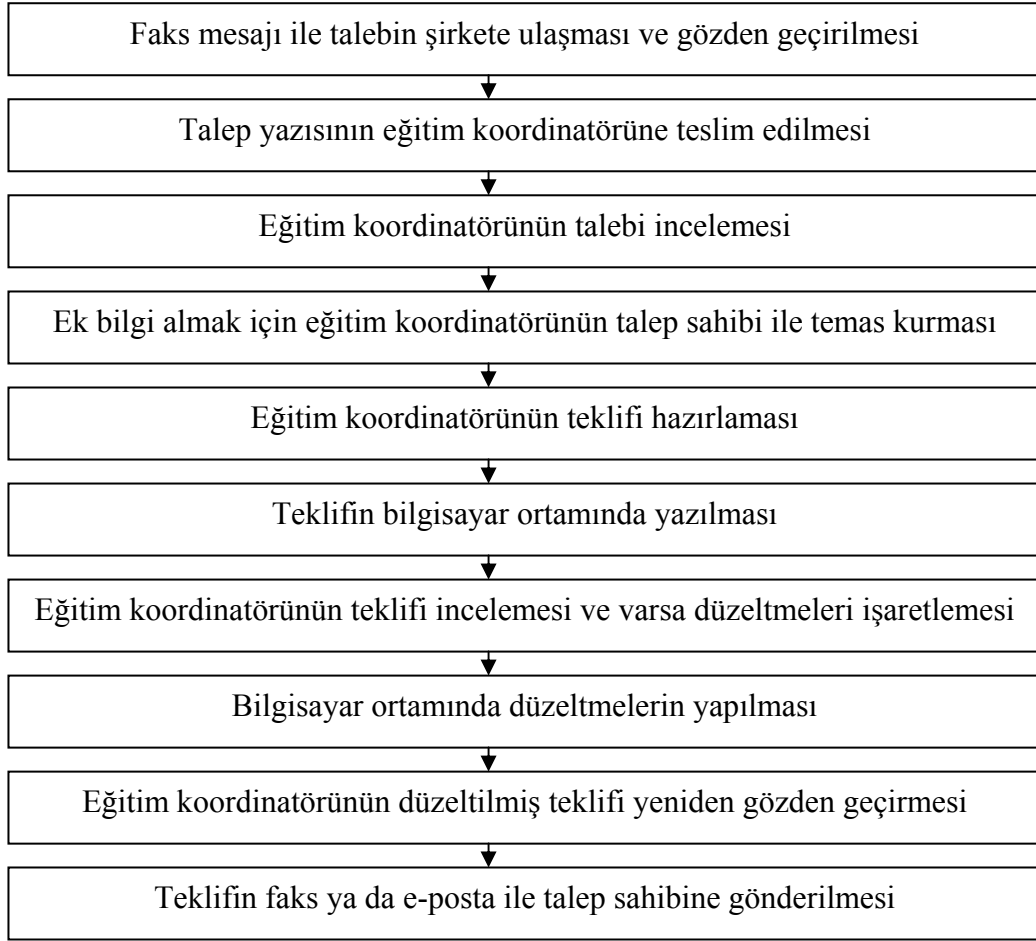 Faks mesajı ile talebin şirkete ulaşması ve gözden geçirilmesi
Talep yazısının eğitim koordinatörüne teslim edilmesi
Eğitim koordinatörünün talebi incelemesi
Ek bilgi almak için eğitim koordinatörünün talep sahibi ile temas kurması
Eğitim koordinatörünün teklifi hazırlaması
Teklifin bilgisayar ortamında yazılması
Eğitim koordinatörünün teklifi incelemesi ve varsa düzeltmeleri işaretlemesi
Bilgisayar ortamında düzeltmelerin yapılması
Eğitim koordinatörünün düzeltilmiş teklifi yeniden gözden geçirmesi
Teklifin faks ya da e-posta ile talep sahibine gönderilmesi